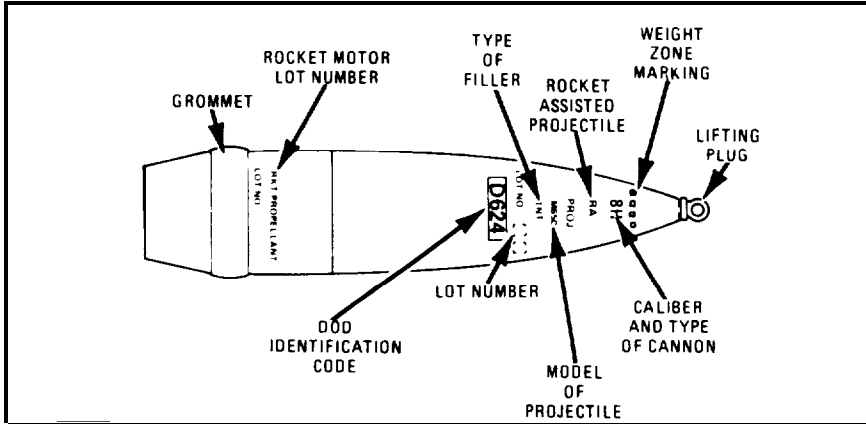 TYPE
OF
FILLER
WEIGHT
ZONE
MARKING
ROCKET MOTOR
LOT NUMBER
ROCKET
ASSISTED
PROJECTILE
GROMMET
LIFTING
PLUG
RKT PROPELLANT
LOT NO
D624
LOT NO
TNT
M650
PROJ
RA
8H
LOT NUMBER
DOD
IDENTIFICATION
CODE
CALIBER
AND TYPE
OF CANNON
MODEL
OF
PROJECTILE